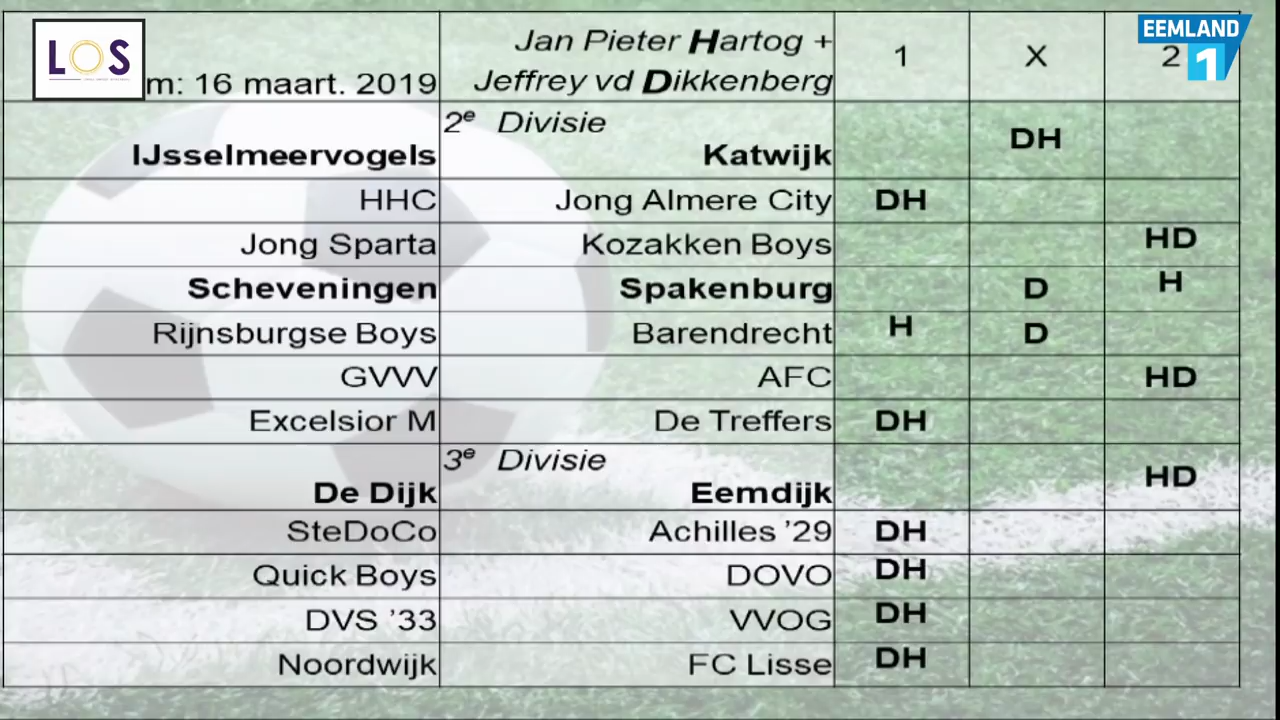 LOS
EEMLAND
1
Jan Pieter Hartog +
m: 16 maart. 2019 Jeffrey vd Dikkenberg 1 X 2
2e Divisie
IJsselmeervogels Katwijk DH
HHC Jong Almere City DH
Jong Sparta Kozakken Boys HD
Scheveningen Spakenburg D H
Rijnsburgse Boys Barendrecht H D
GVVV AFC HD
Excelsior M De Treffers DH
3e Divisie
De Dijk Eemdijk HD
SteDoCo Achilles ’29 DH
Quick Boys DOVO DH
DVS ’33 VVOG DH
Noordwijk FC Lisse DH